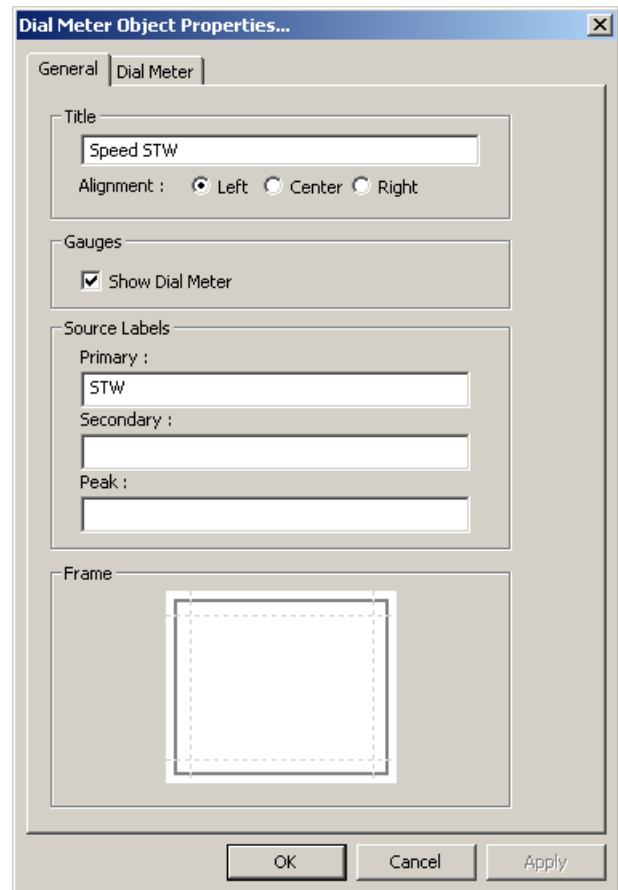 Dial Meter Object Properties...
General Dial Meter
Title
Speed STW
Alignment : Left Center Right
Gauges
Show Dial Meter
Source Labels
Primary :
STW
Secondary :
Peak :
Frame
OK Cancel Apply